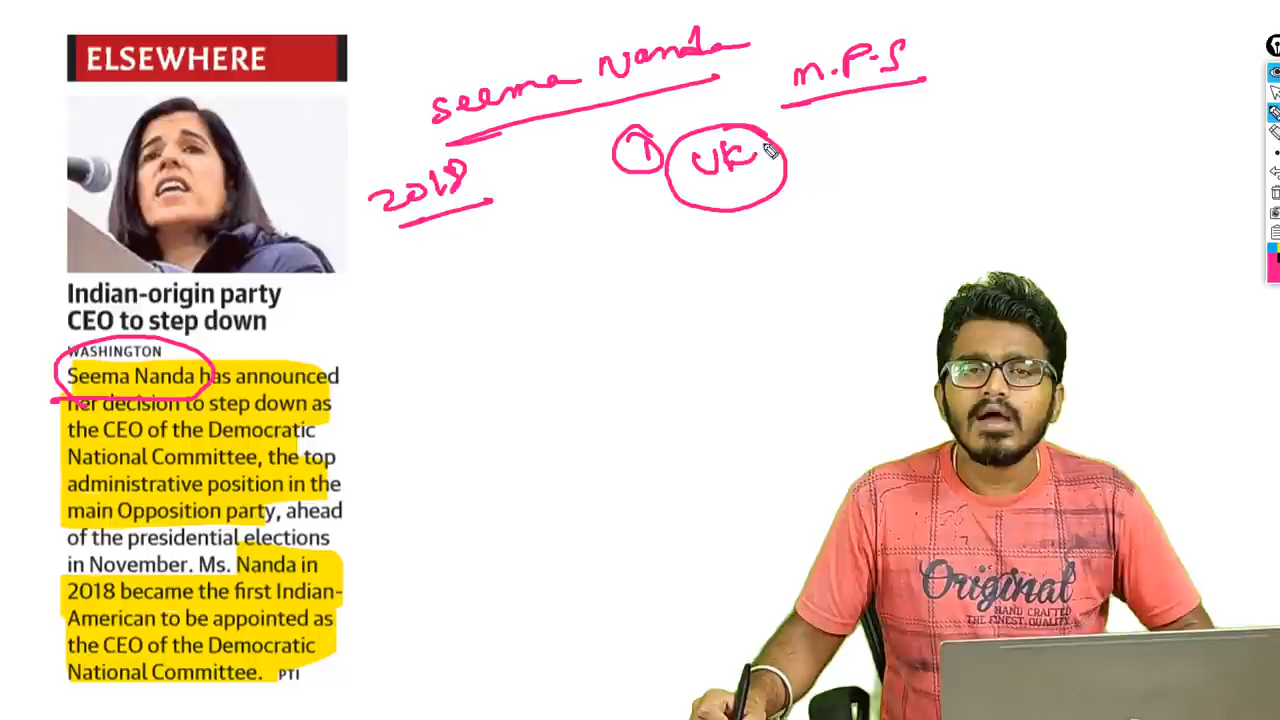 ELSEWHERE
Indian-origin party
CEO to step down
WASHINGTON
Seema Nanda has announced
her decision to step down as
the CEO of the Democratic
National Committee, the top
administrative position in the
main Opposition party, ahead
of the presidential elections
in November. Ms. Nanda in
2018 became the first Indian-
American to be appointed as
the CEO of the Democratic
National Committee. PTI
Seema Nanda
M.P-S
2018
UK
Original
HAND CRAFTED
THE FINEST, QUALITY.